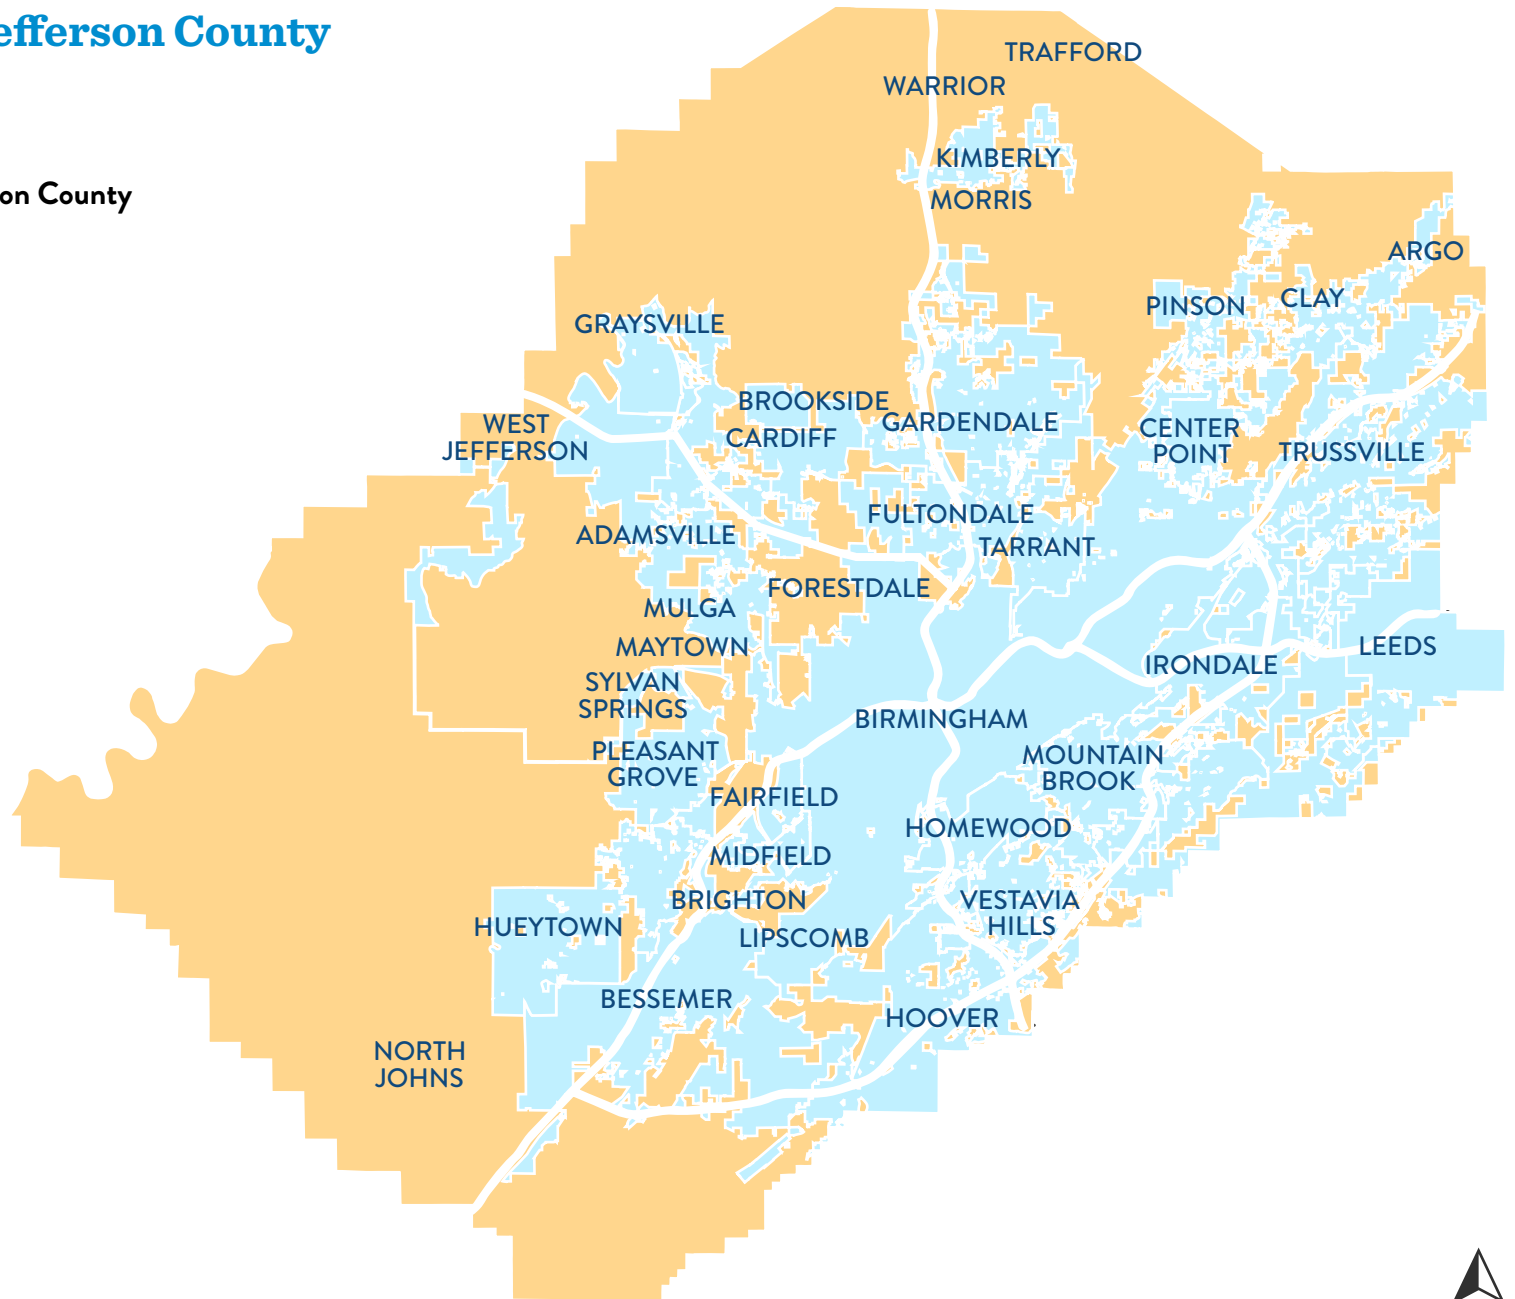 efferson County
TRAFFORD
WARRIOR
KIMBERLY
on County
MORRIS
ARGO
PINSON
CLAY
GRAYSVILLE
BROOKSIDE
GARDENDALE
WEST
JEFFERSON
CARDIFF
CENTER
POINT
TRUSSVILLE
FULTONDALE
ADAMSVILLE
TARRANT
FORESTDALE
MULGA
MAYTOWN
LEEDS
IRONDALE
SYLVAN
SPRINGS
BIRMINGHAM
PLEASANT
GROVE
MOUNTAIN
BROOK
FAIRFIELD
HOMEWOOD
MIDFIELD
BRIGHTON
VESTAVIA
HILLS
HUEYTOWN
LIPSCOMB
BESSEMER
HOOVER
NORTH
JOHNS